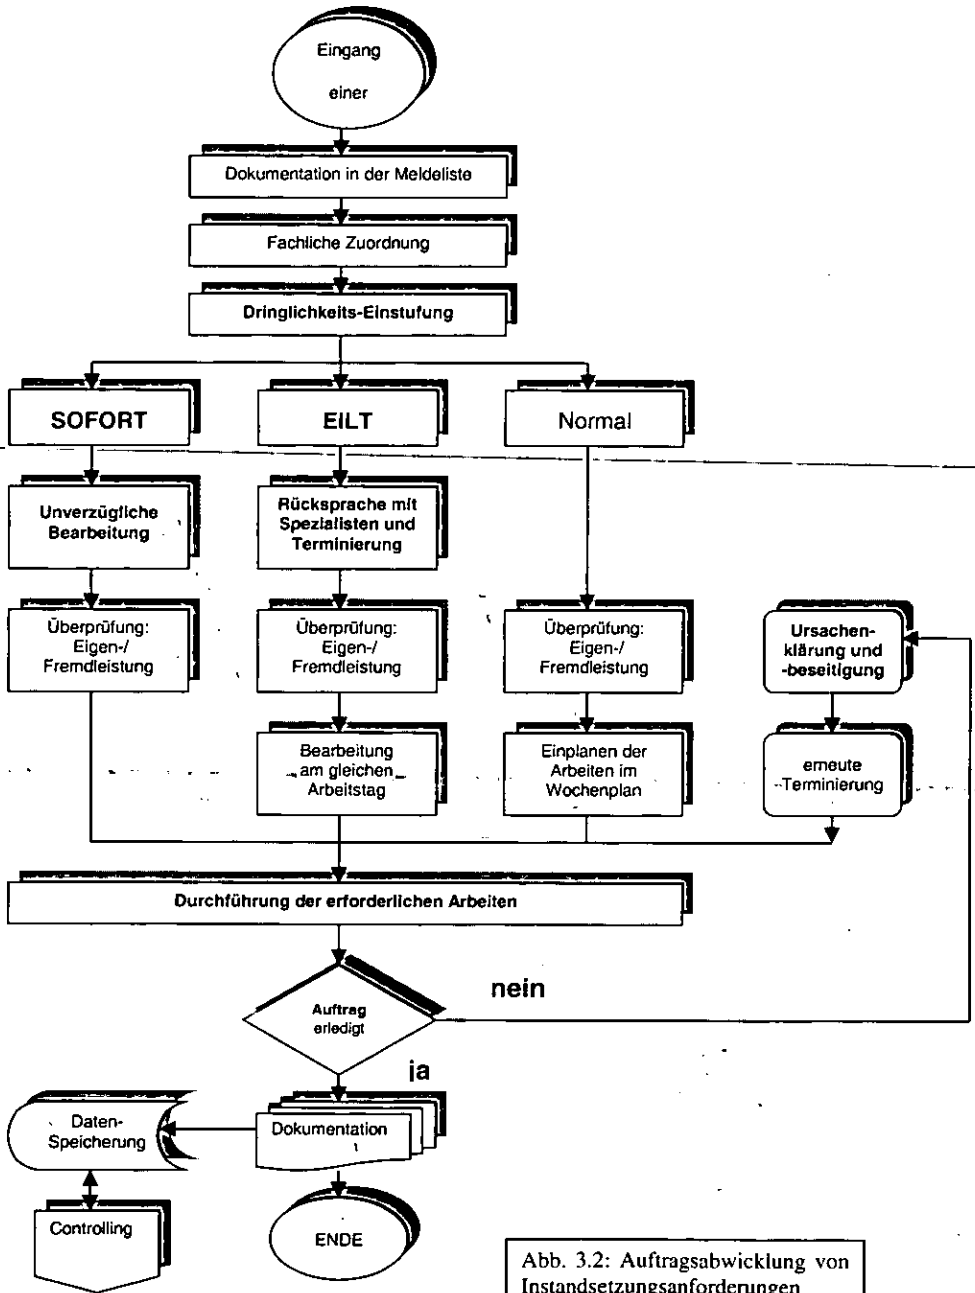 Eingang
einer
Dokumentation in der Meldeliste
Fachliche Zuordnung
Dringlichkeits-Einstufung
SOFORT
EILT
Normal
Unverzügliche
Bearbeitung
Rücksprache mit
Spezialisten und
Terminierung
Überprüfung:
Eigen-/
Fremdleistung
Überprüfung:
Eigen-/
Fremdleistung
Überprüfung:
Eigen-/
Fremdleistung
Ursachen-
klärung und
-beseitigung
Bearbeitung
am gleichen
Arbeitstag
Einplanen der
Arbeiten im
Wochenplan
erneute
Terminierung
Durchführung der erforderlichen Arbeiten
Auftrag
erledigt
nein
ja
Daten-
Speicherung
Dokumentation
Controlling
ENDE
Abb. 3.2: Auftragsabwicklung von
Instandsetzungsanforderungen